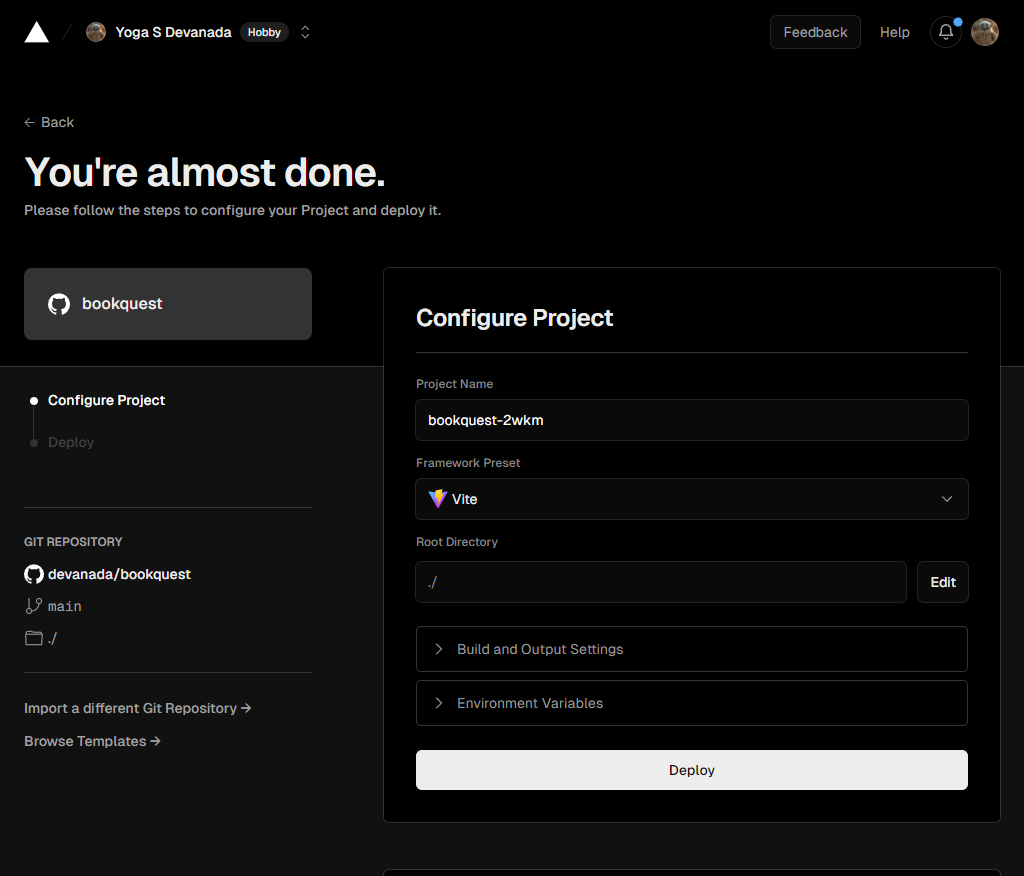 Yoga S Devanada Hobby
Feedback
Help
← Back
You're almost done.
Please follow the steps to configure your Project and deploy it.
bookquest
Configure Project
Deploy
GIT REPOSITORY
devanada/bookquest
main
./
Import a different Git Repository →
Browse Templates →
Configure Project
Project Name
bookquest-2wkm
Framework Preset
Vite
Root Directory
./
Edit
Build and Output Settings
Environment Variables
Deploy